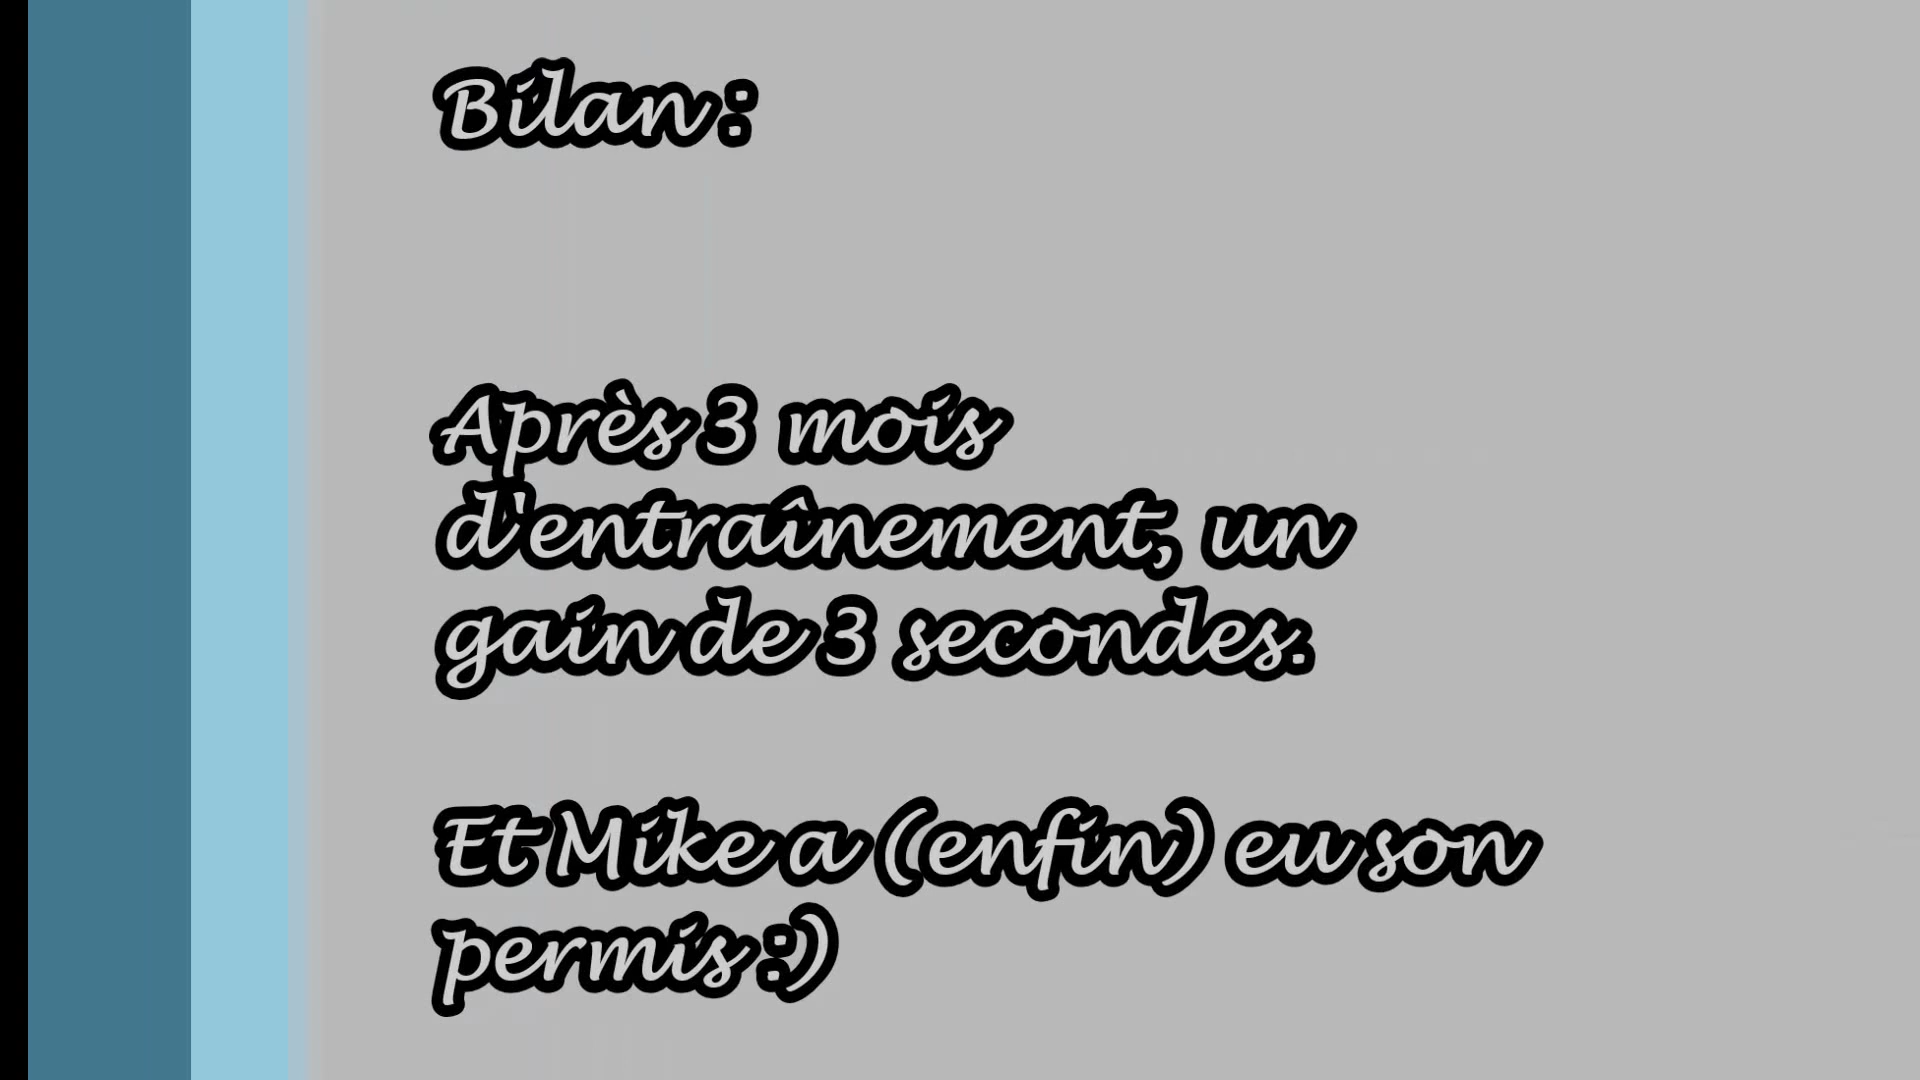 Bilan :
Après 3 mois
d'entraînement, un
gain de 3 secondes.
Et Mike a (enfin) eu son
permis :)